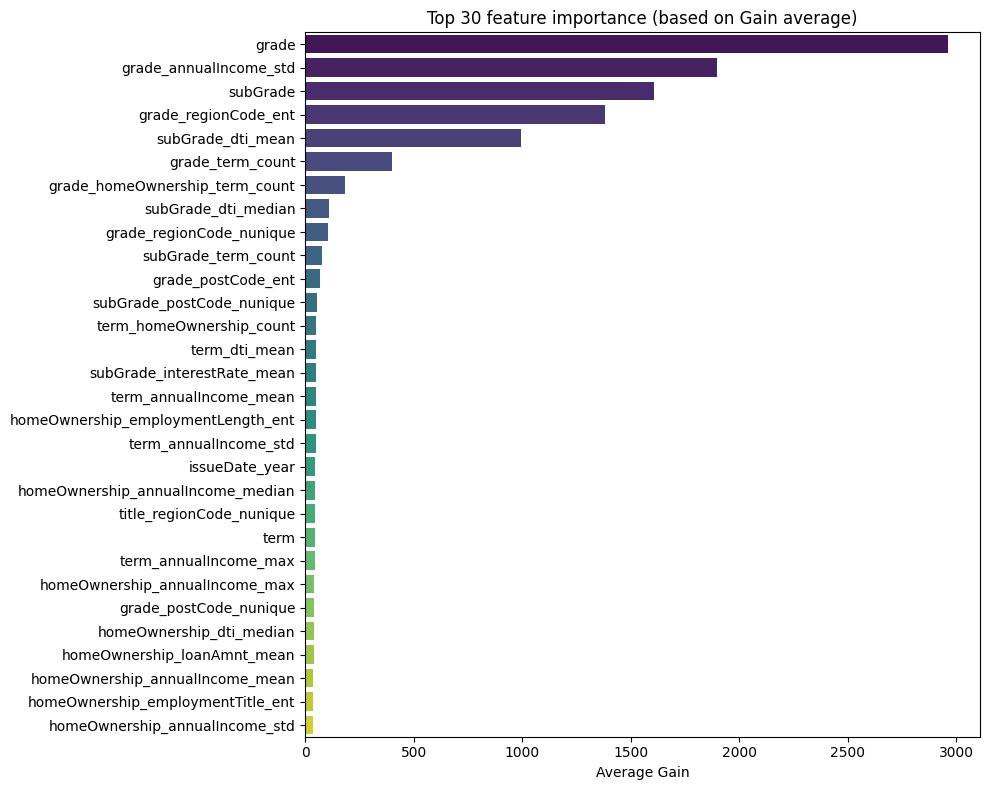 Top 30 feature importance (based on Gain average)
grade
grade_annualIncome_std
subGrade
grade_regionCode_ent
subGrade_dti_mean
grade_term_count
grade_homeOwnership_term_count
subGrade_dti_median
grade_regionCode_nunique
subGrade_term_count
grade_postCode_ent
subGrade_postCode_nunique
term_homeOwnership_count
term_dti_mean
subGrade_interestRate_mean
term_annualIncome_mean
homeOwnership_employmentLength_ent
term_annualIncome_std
issueDate_year
homeOwnership_annualIncome_median
title_regionCode_nunique
term
term_annualIncome_max
homeOwnership_annualIncome_max
grade_postCode_nunique
homeOwnership_dti_median
homeOwnership_loanAmnt_mean
homeOwnership_annualIncome_mean
homeOwnership_employmentTitle_ent
homeOwnership_annualIncome_std
0 500 1000 1500 2000 2500 3000
Average Gain